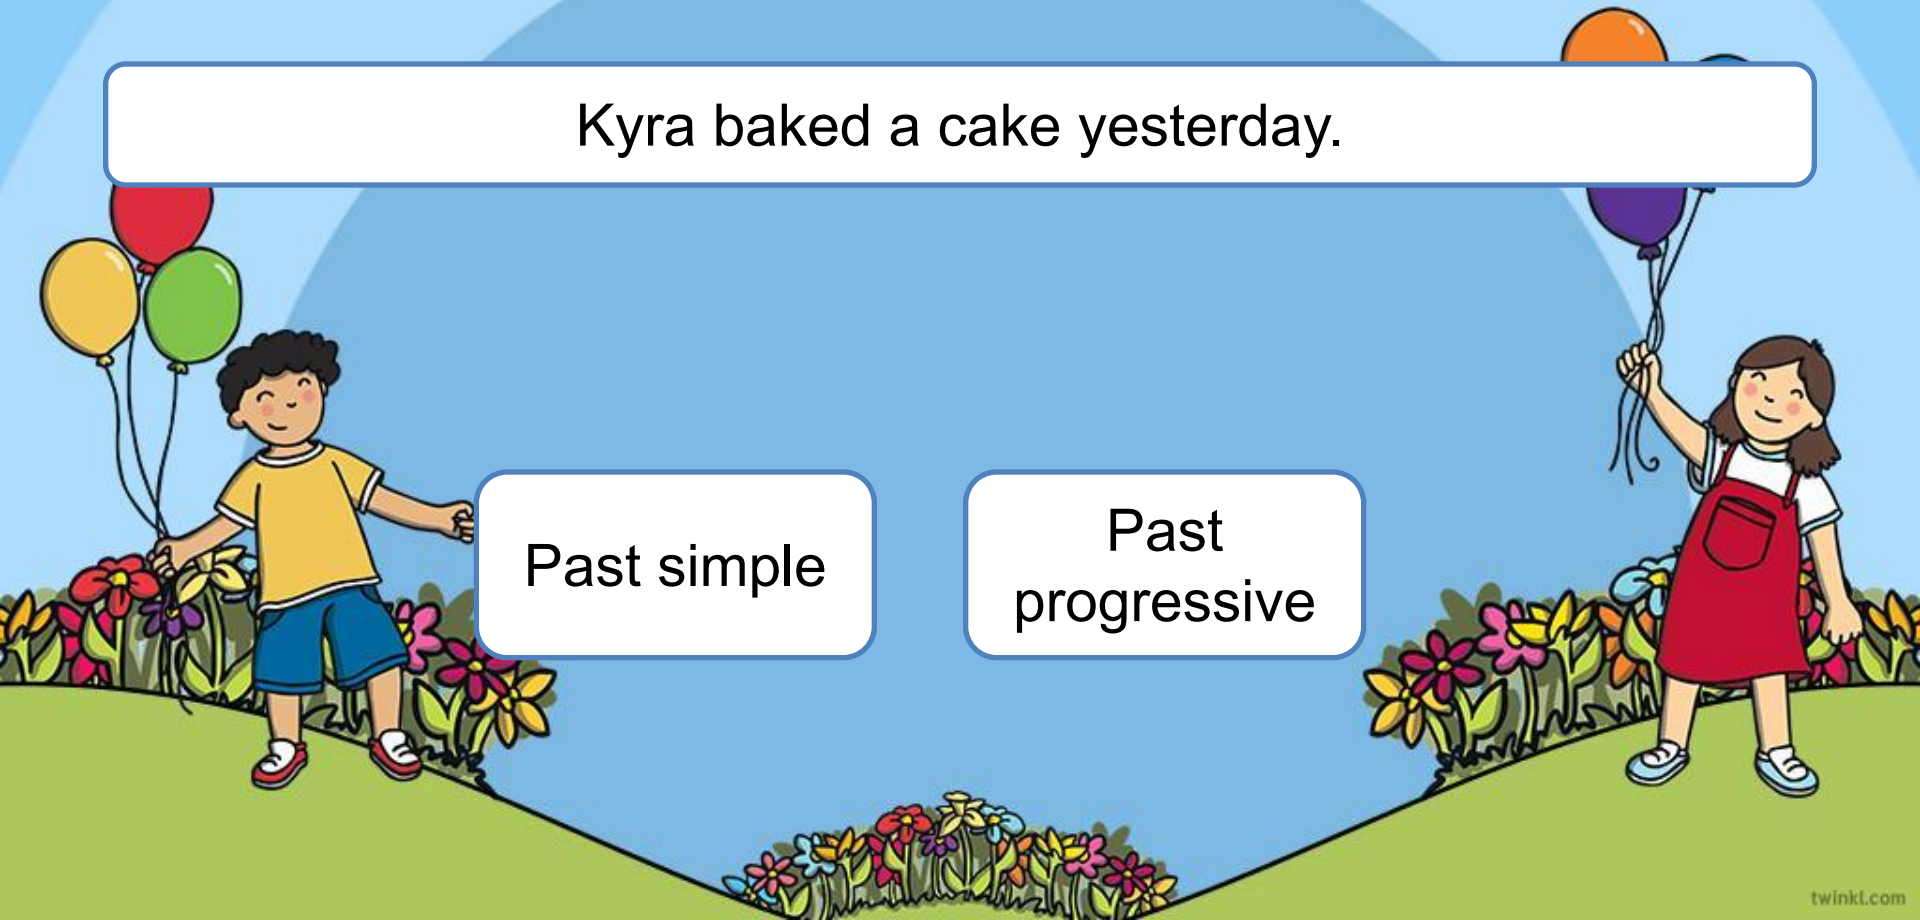 Kyra baked a cake yesterday.
Past simple
Past
progressive
twinkl.com